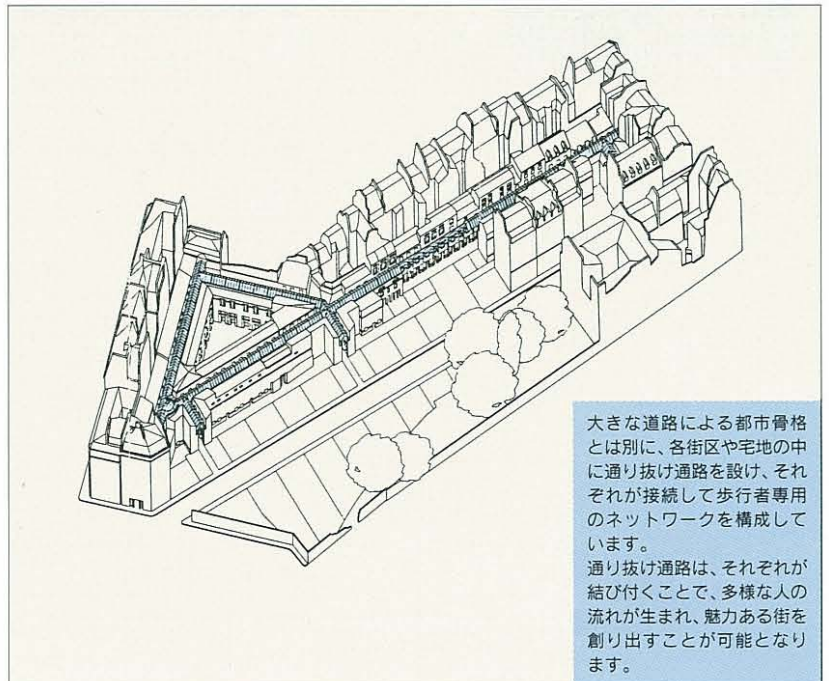 大きな道路による都市骨格
とは別に、各街区や宅地の中
に通り抜け通路を設け、それ
ぞれが接続して歩行者専用
のネットワークを構成して
います。
通り抜け通路は、それぞれが
結び付くことで、多様な人の
流れが生まれ、魅力ある街を
創り出すことが可能となり
ます。